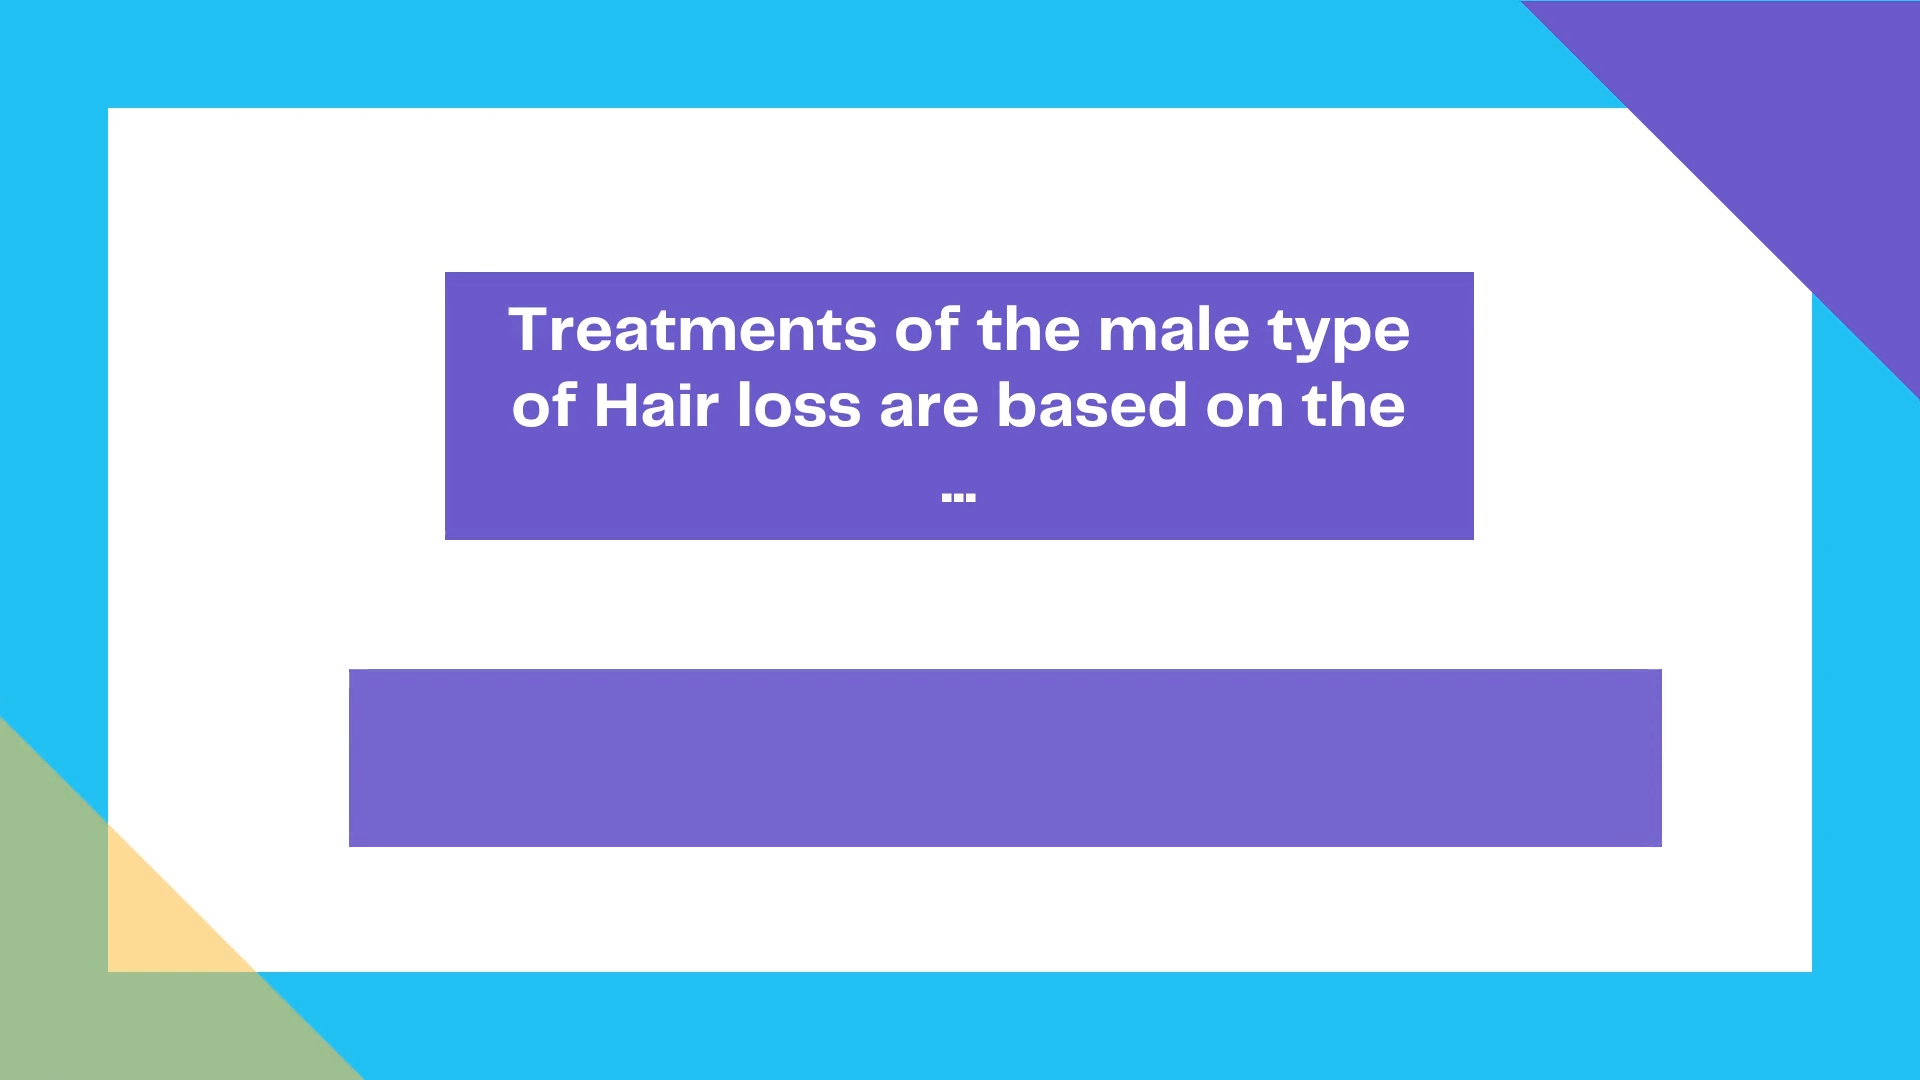 Treatments of the male type
of Hair loss are based on the
...